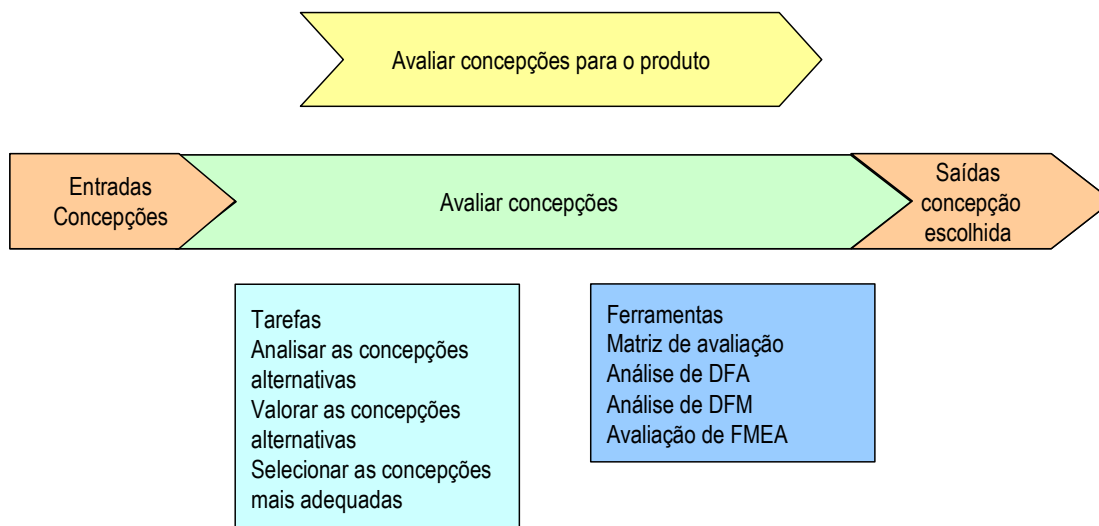 Avaliar concepções para o produto
Entradas
Concepções
Avaliar concepções
Saídas
concepção
escolhida
Tarefas
Analisar as concepções
alternativas
Valorar as concepções
alternativas
Selecionar as concepções
mais adequadas
Ferramentas
Matriz de avaliação
Análise de DFA
Análise de DFM
Avaliação de FMEA